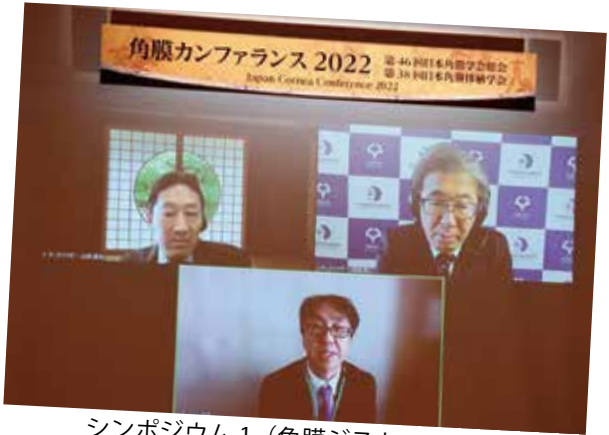 角膜カンファランス 2022
第46回日本角膜学会総会
第38回日本角膜移植学会
Japan Cornea Conference 2022
シンポジウム 1（角膜ジスト